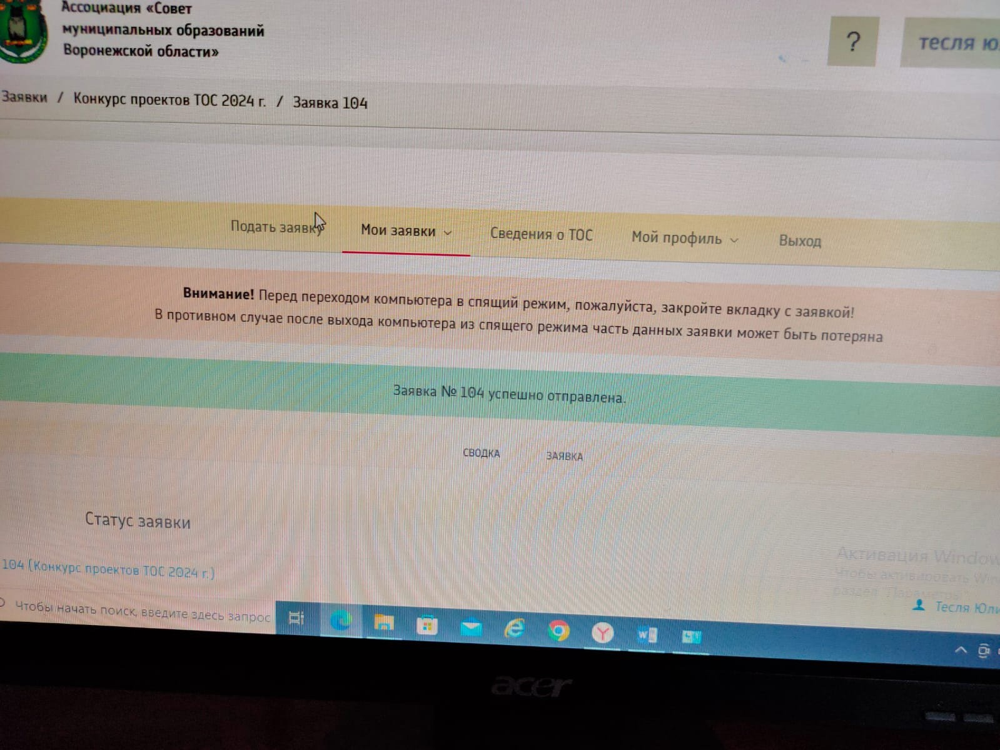 Ассоциация «Совет
муниципальных образований
Воронежской области»
?
тесля ю
Заявки / Конкурс проектов ТОС 2024 г. / Заявка 104
Подать заявку
Мои заявки
Сведения о ТОС
Мой профиль
Выход
Внимание! Перед переходом компьютера в спящий режим, пожалуйста, закройте вкладку с заявкой!
В противном случае после выхода компьютера из спящего режима часть данных заявки может быть потеряна
Заявка № 104 успешно отправлена.
СВОДКА ЗАЯВКА
Статус заявки
104 (Конкурс проектов ТОС 2024 г.)
Активация Window
Чтобы активировать Win
раздел "Параметры"
Тесля Юли
Чтобы начать поиск, введите здесь запрос
acer